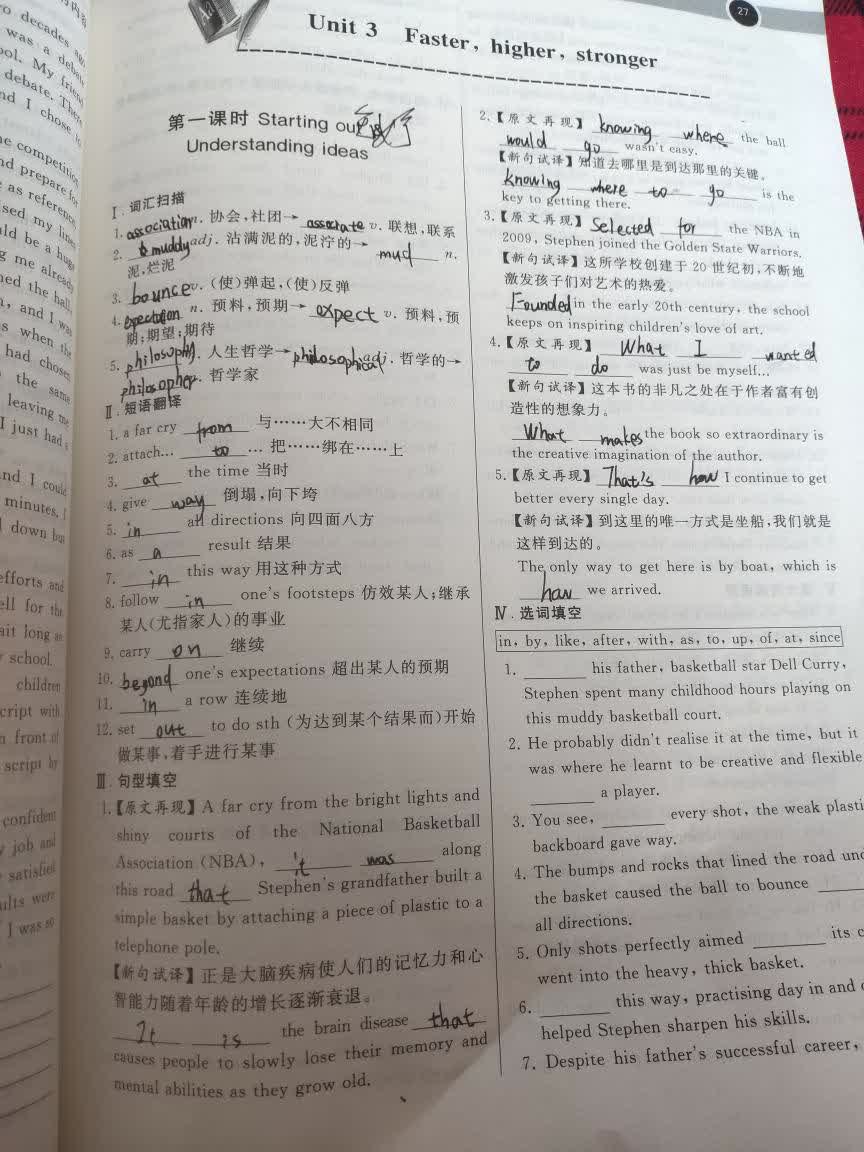 27
Unit 3 Faster, higher, stronger
第一课时 Starting out
Understanding ideas
Ⅰ. 词汇扫描
1. association n. 协会,社团→ associate v. 联想,联系
2. muddy adj. 沾满泥的,泥泞的→ mud n.
泥,烂泥
3. bounce v. (使)弹起,(使)反弹
4. expectation n. 预料,预期→ expect v. 预料,预
期;期望;期待
5. philosophy n. 人生哲学→ philosophical adj. 哲学的→
philosopher n. 哲学家
Ⅱ. 短语翻译
1. a far cry from 与……大不相同
2. attach... to ... 把……绑在……上
3. at the time 当时
4. give way 倒塌,向下垮
5. in all directions 向四面八方
6. as a result 结果
7. in this way 用这种方式
8. follow in one's footsteps 仿效某人;继承
某人(尤指家人)的事业
9. carry on 继续
10. beyond one's expectations 超出某人的预期
11. in a row 连续地
12. set out to do sth (为达到某个结果而)开始
做某事,着手进行某事
Ⅲ. 句型填空
1.【原文再现】A far cry from the bright lights and
shiny courts of the National Basketball
Association (NBA), it was along
this road that Stephen's grandfather built a
simple basket by attaching a piece of plastic to a
telephone pole.
【新句试译】正是大脑疾病使人们的记忆力和心
智能力随着年龄的增长逐渐衰退。
It is the brain disease that
causes people to slowly lose their memory and
mental abilities as they grow old.
2.【原文再现】 knowing where the ball
would go wasn't easy.
【新句试译】知道去哪里是到达那里的关键。
knowing where to go is the
key to getting there.
3.【原文再现】 Selected for the NBA in
2009, Stephen joined the Golden State Warriors.
【新句试译】这所学校创建于 20 世纪初,不断地
激发孩子们对艺术的热爱。
Founded in the early 20th century, the school
keeps on inspiring children's love of art.
4.【原文再现】 What I wanted
to do was just be myself...
【新句试译】这本书的非凡之处在于作者富有创
造性的想象力。
What makes the book so extraordinary is
the creative imagination of the author.
5.【原文再现】 That's how I continue to get
better every single day.
【新句试译】到这里的唯一方式是坐船,我们就是
这样到达的。
The only way to get here is by boat, which is
how we arrived.
Ⅳ. 选词填空
in, by, like, after, with, as, to, up, of, at, since
1. ______ his father, basketball star Dell Curry,
Stephen spent many childhood hours playing on
this muddy basketball court.
2. He probably didn't realise it at the time, but it
was where he learnt to be creative and flexible
______ a player.
3. You see, ______ every shot, the weak plasti
backboard gave way.
4. The bumps and rocks that lined the road und
the basket caused the ball to bounce ______
all directions.
5. Only shots perfectly aimed ______ its c
went into the heavy, thick basket.
6. ______ this way, practising day in and
helped Stephen sharpen his skills.
7. Despite his father's successful career,